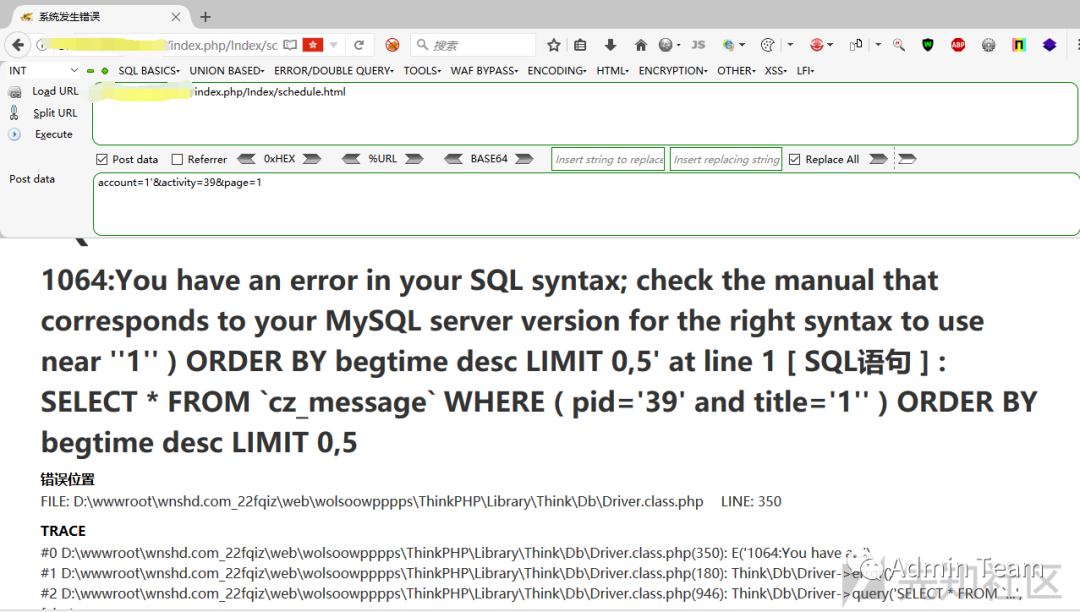 系统发生错误
/index.php/Index/sc
搜索
JS
ABP
INT
SQL BASICS
UNION BASED
ERROR/DOUBLE QUERY
TOOLS
WAF BYPASS
ENCODING
HTML
ENCRYPTION
OTHER
XSS
LFI
Load URL
index.php/Index/schedule.html
Split URL
Execute
Post data
Referrer
0xHEX
%URL
BASE64
Insert string to replace
Insert replacing string
Replace All
Post data
account=1'&activity=39&page=1
1064:You have an error in your SQL syntax; check the manual that
corresponds to your MySQL server version for the right syntax to use
near ''1'' ) ORDER BY begtime desc LIMIT 0,5' at line 1 [ SQL语句 ] :
SELECT * FROM `cz_message` WHERE ( pid='39' and title='1'' ) ORDER BY
begtime desc LIMIT 0,5
错误位置
FILE: D:\wwwroot\wnshd.com_22fqiz\web\wolsoowpppps\ThinkPHP\Library\Think\Db\Driver.class.php LINE: 350
TRACE
#0 D:\wwwroot\wnshd.com_22fqiz\web\wolsoowpppps\ThinkPHP\Library\Think\Db\Driver.class.php(350): E('1064:You have
#1 D:\wwwroot\wnshd.com_22fqiz\web\wolsoowpppps\ThinkPHP\Library\Think\Db\Driver.class.php(180): Think\Db\Driver->
#2 D:\wwwroot\wnshd.com_22fqiz\web\wolsoowpppps\ThinkPHP\Library\Think\Db\Driver.class.php(946): Think\Db\Driver->query('SELECT * FROM `...',
Admin Team
先知社区